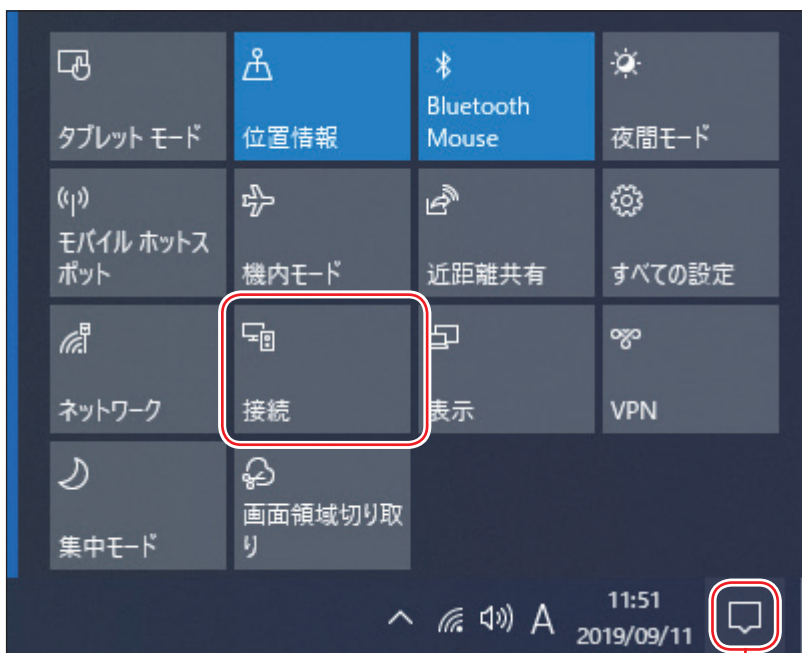 タブレット モード
位置情報
Bluetooth
Mouse
夜間モード
モバイル ホットス
ポット
機内モード
近距離共有
すべての設定
ネットワーク
接続
表示
VPN
集中モード
画面領域切り取
り
A
11:51
2019/09/11